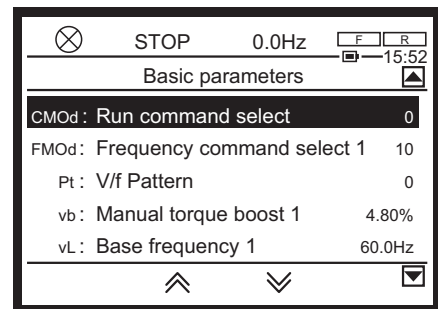 STOP 0.0Hz F R
15:52
Basic parameters
CMOd : Run command select 0
FMOd : Frequency command select 1 10
Pt : V/f Pattern 0
vb : Manual torque boost 1 4.80%
vL : Base frequency 1 60.0Hz